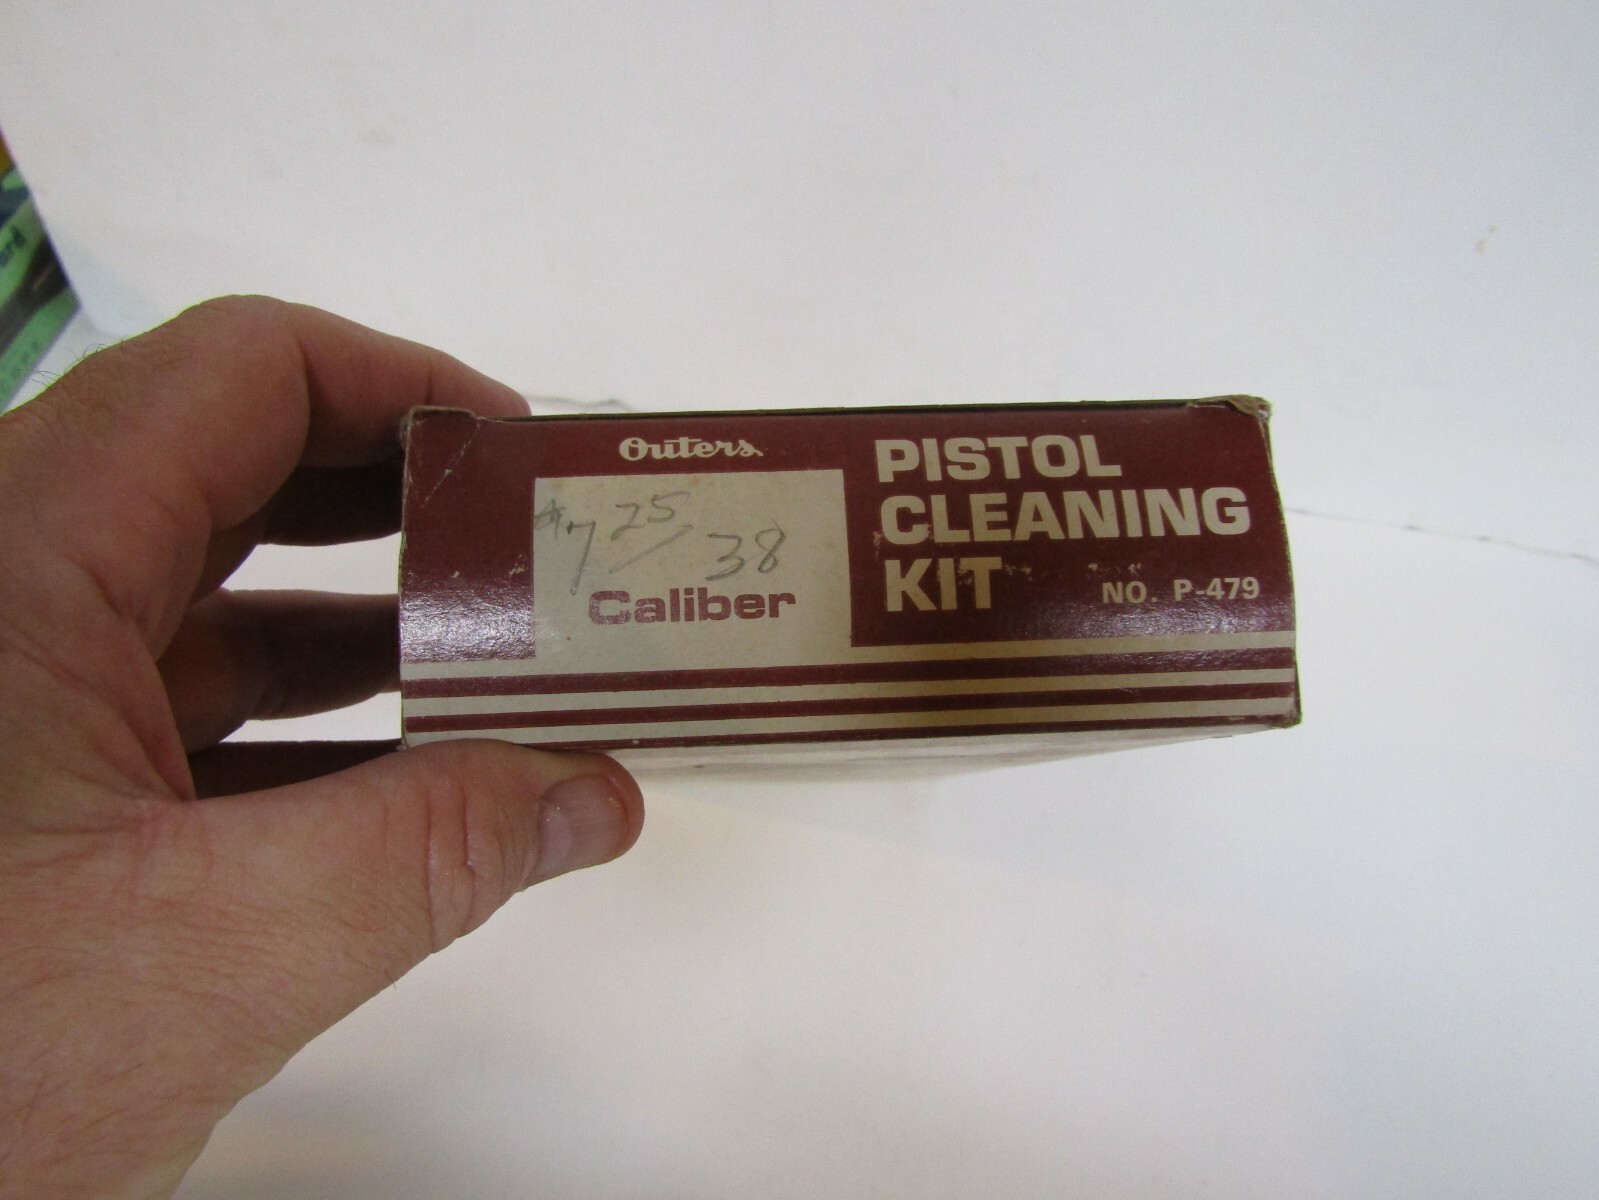 Outers
PISTOL
CLEANING
KIT
NO. P-479
7 25/38
Caliber